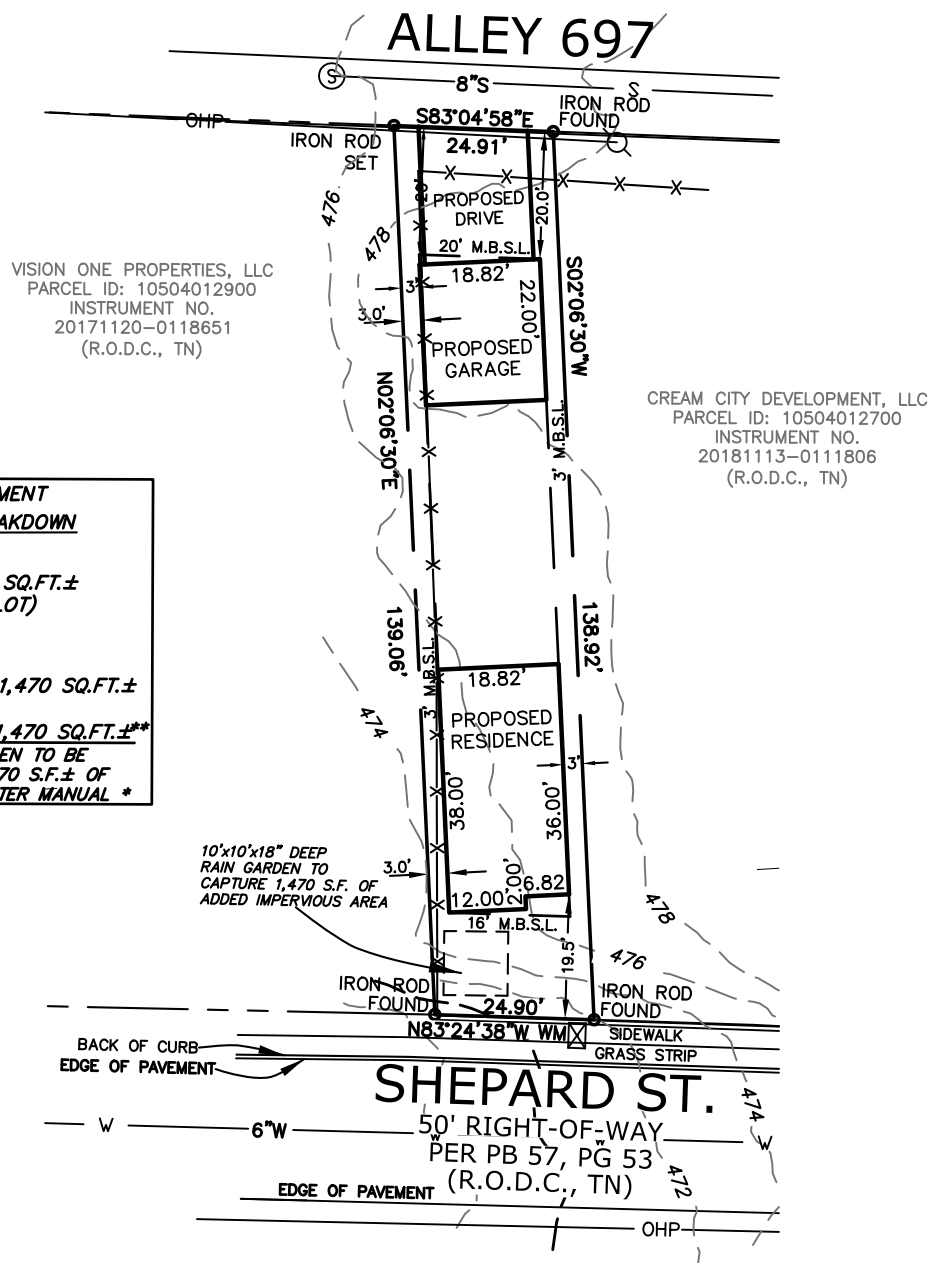 ALLEY 697
S
8"S
S
OHP
S83°04'58"E
IRON ROD
FOUND
IRON ROD
SET
24.91'
20'
PROPOSED
DRIVE
20.0'
476
478
20' M.B.S.L.
18.82'
3'
3.0'
22.00'
PROPOSED
GARAGE
S02°06'30"W
N02°06'30"E
3' M.B.S.L.
VISION ONE PROPERTIES, LLC
PARCEL ID: 10504012900
INSTRUMENT NO.
20171120-0118651
(R.O.D.C., TN)
CREAM CITY DEVELOPMENT, LLC
PARCEL ID: 10504012700
INSTRUMENT NO.
20181113-0111806
(R.O.D.C., TN)
MENT
AKDOWN
SQ.FT.±
LOT)
1,470 SQ.FT.±
1,470 SQ.FT.±**
EN TO BE
70 S.F.± OF
TER MANUAL *
139.06'
138.92'
3' M.B.S.L.
474
18.82'
PROPOSED
RESIDENCE
3'
38.00'
36.00'
3.0'
12.00'
2.00'
6.82
16' M.B.S.L.
19.5'
10'x10'x18" DEEP
RAIN GARDEN TO
CAPTURE 1,470 S.F. OF
ADDED IMPERVIOUS AREA
478
476
IRON ROD
FOUND
24.90'
IRON ROD
FOUND
N83°24'38"W
WM
SIDEWALK
GRASS STRIP
BACK OF CURB
EDGE OF PAVEMENT
SHEPARD ST.
50' RIGHT-OF-WAY
PER PB 57, PG 53
(R.O.D.C., TN)
W
6"W
W
W
W
474
472
EDGE OF PAVEMENT
OHP